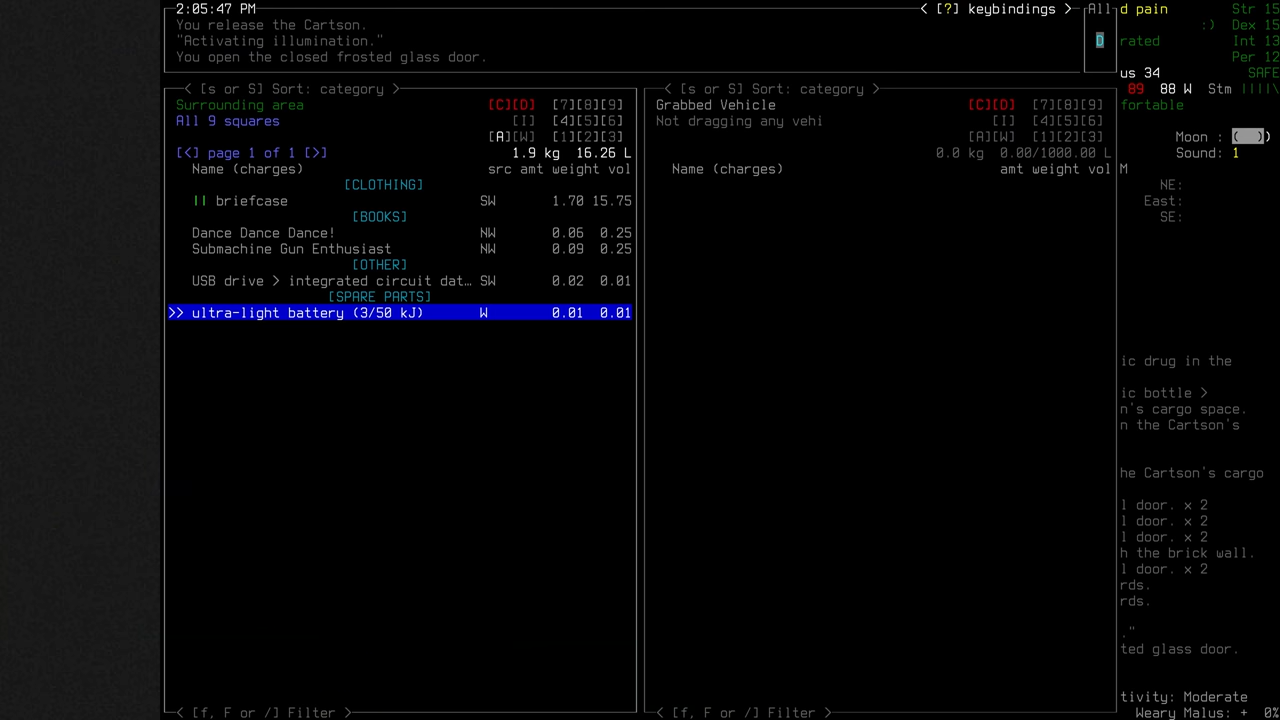 2:05:47 PM < [?] keybindings > All d pain Str 15
You release the Cartson. :) Dex 15
"Activating illumination." D rated Int 13
You open the closed frosted glass door. Per 12
us 34 SAFE
< [s or S] Sort: category > < [s or S] Sort: category > 89 88 W Stm ||||\
Surrounding area [C][D] [7][8][9] Grabbed Vehicle [C][D] [7][8][9] fortable
All 9 squares [I] [4][5][6] Not dragging any vehi [I] [4][5][6]
[A][W] [1][2][3] [A][W] [1][2][3] Moon : ( )
[<] page 1 of 1 [>] 1.9 kg 16.26 L 0.0 kg 0.00/1000.00 L Sound: 1
Name (charges) src amt weight vol Name (charges) amt weight vol M
[CLOTHING] NE:
|| briefcase SW 1.70 15.75 East:
[BOOKS] SE:
Dance Dance Dance! NW 0.06 0.25
Submachine Gun Enthusiast NW 0.09 0.25
[OTHER]
USB drive > integrated circuit dat… SW 0.02 0.01
[SPARE PARTS]
>> ultra-light battery (3/50 kJ) W 0.01 0.01
ic drug in the
ic bottle >
n's cargo space.
n the Cartson's
he Cartson's cargo
l door. x 2
l door. x 2
l door. x 2
h the brick wall.
l door. x 2
rds.
rds.
."
ted glass door.
tivity: Moderate
< [f, F or /] Filter > < [f, F or /] Filter > Weary Malus: + 0%